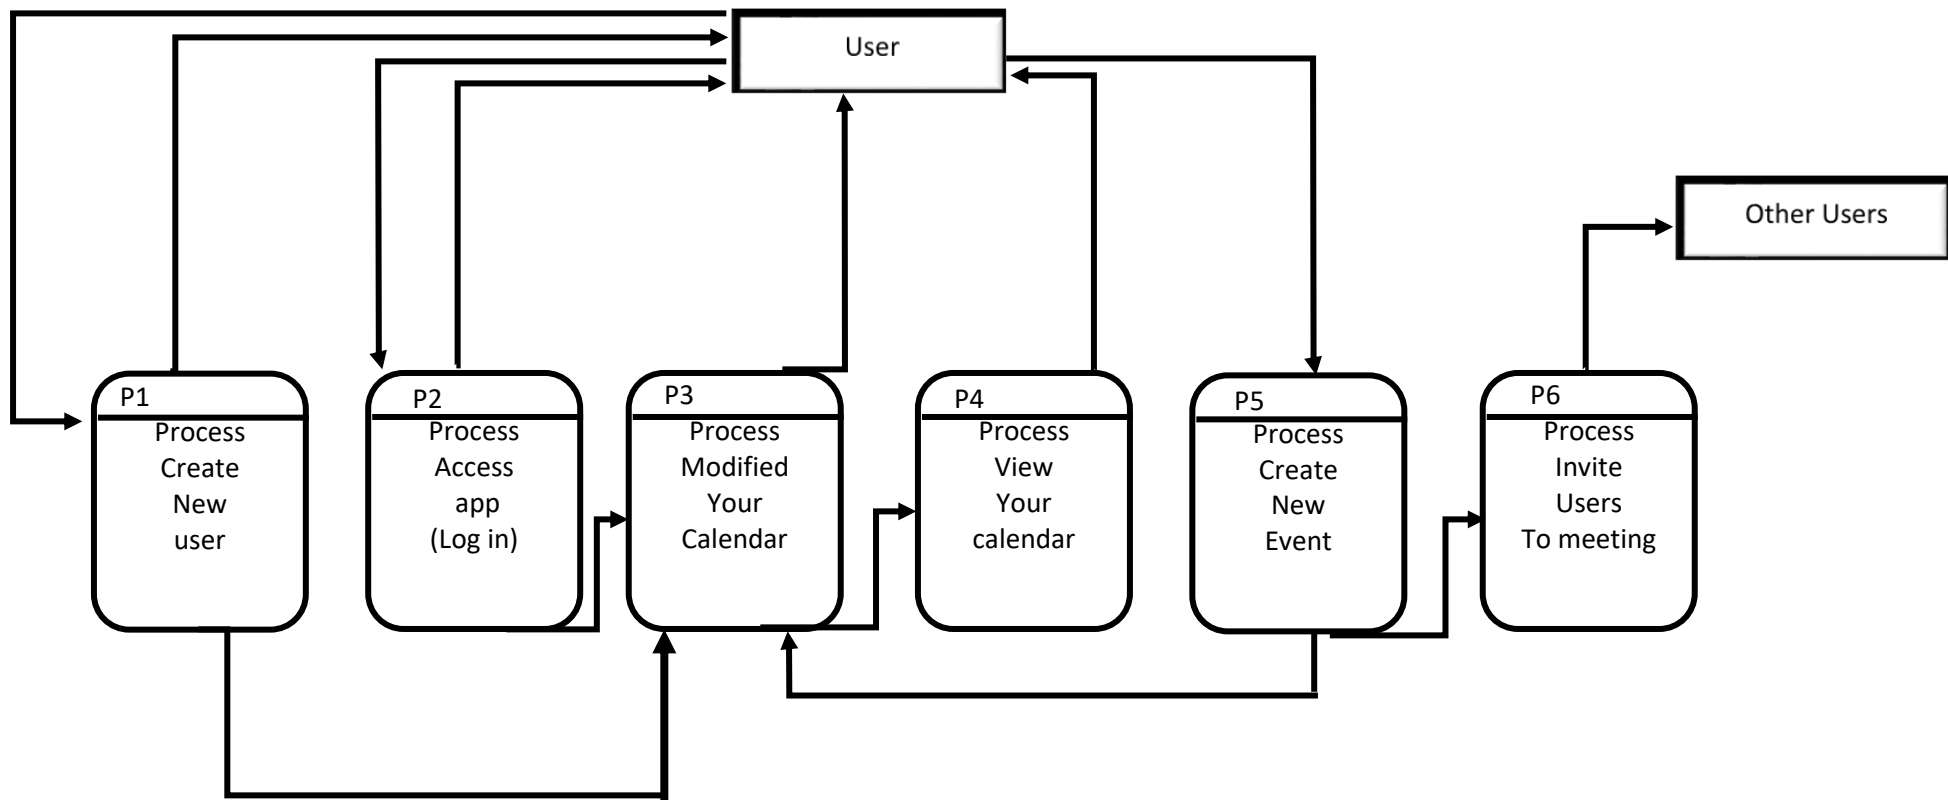 User
Other Users
P1
Process
Create
New
user
P2
Process
Access
app
(Log in)
P3
Process
Modified
Your
Calendar
P4
Process
View
Your
calendar
P5
Process
Create
New
Event
P6
Process
Invite
Users
To meeting